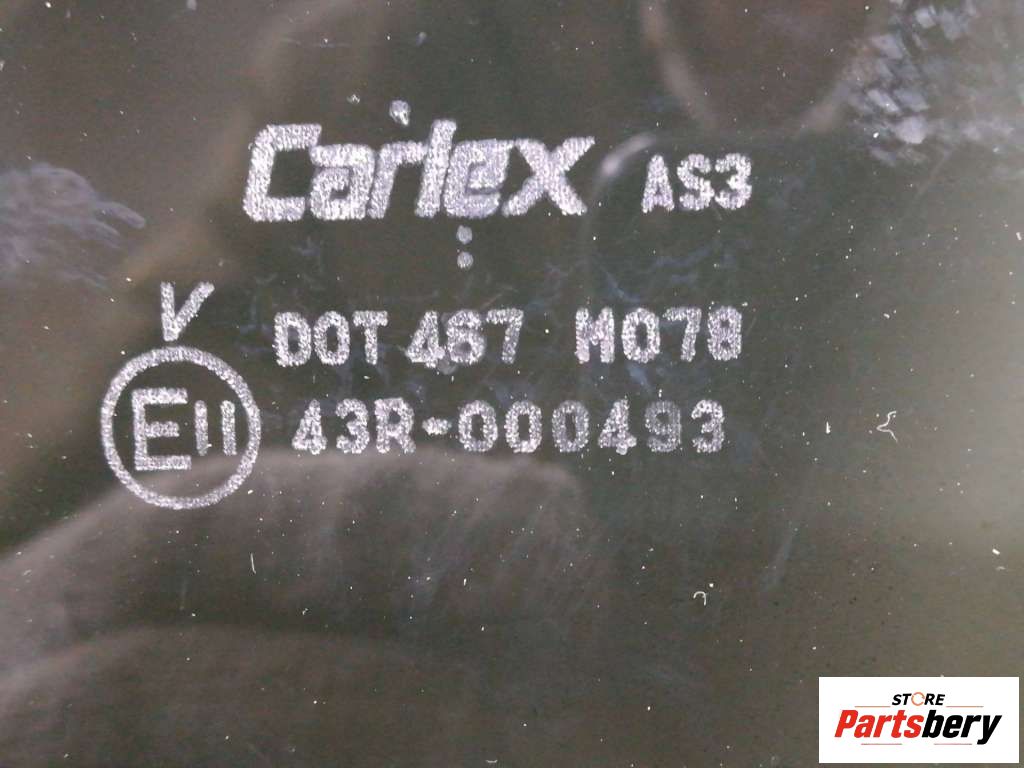 Carlex AS3
V
DOT 467 M078
E11 43R-000493
STORE
Partsbery